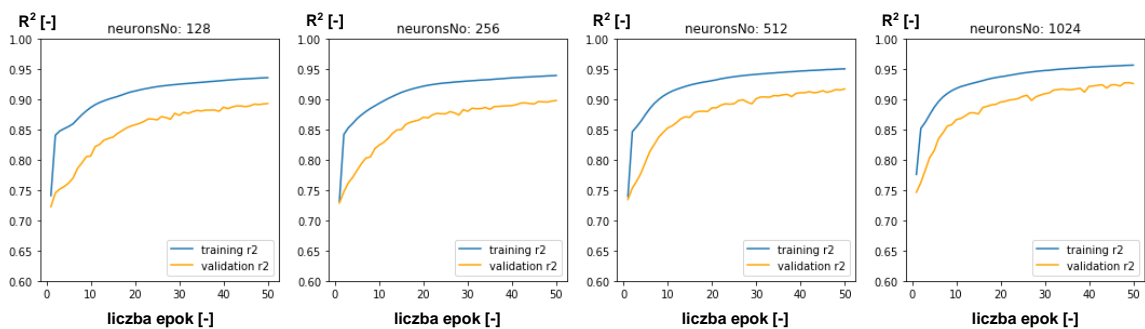 R² [-]
neuronsNo: 128
1.00
0.95
0.90
0.85
0.80
0.75
0.70
0.65
0.60
training r2
validation r2
0 10 20 30 40 50
liczba epok [-]
R² [-]
neuronsNo: 256
1.00
0.95
0.90
0.85
0.80
0.75
0.70
0.65
0.60
training r2
validation r2
0 10 20 30 40 50
liczba epok [-]
R² [-]
neuronsNo: 512
1.00
0.95
0.90
0.85
0.80
0.75
0.70
0.65
0.60
training r2
validation r2
0 10 20 30 40 50
liczba epok [-]
R² [-]
neuronsNo: 1024
1.00
0.95
0.90
0.85
0.80
0.75
0.70
0.65
0.60
training r2
validation r2
0 10 20 30 40 50
liczba epok [-]